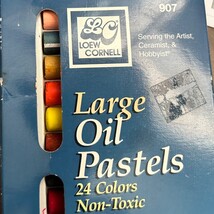 907
LC
LOEW
CORNELL
Serving the Artist,
Ceramist, &
Hobbyist
Large
Oil
Pastels
24 Colors
Non-Toxic